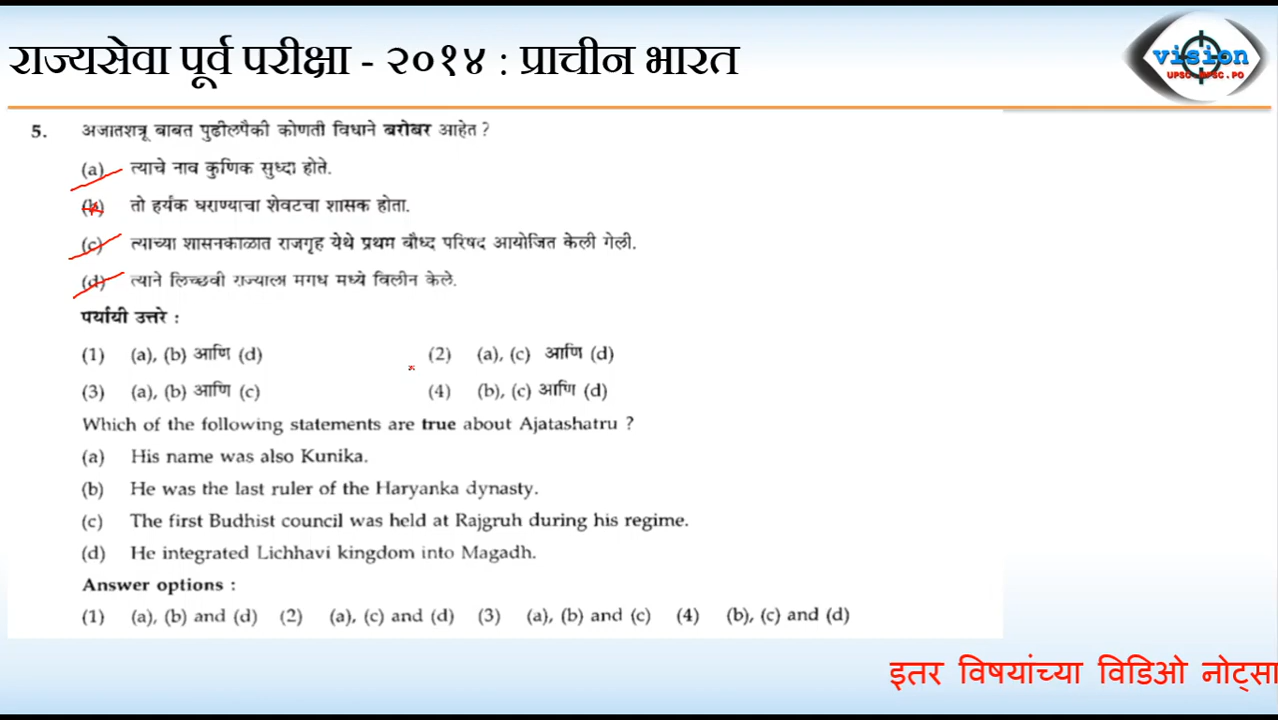 राज्यसेवा पूर्व परीक्षा - २०१४ : प्राचीन भारत
vision
UPSC MPSC.PO
5. अजातशत्रू बाबत पुढीलपैकी कोणती विधाने बरोबर आहेत ?
(a) त्याचे नाव कुणिक सुध्दा होते.
(b) तो हर्यंक घराण्याचा शेवटचा शासक होता.
(c) त्याच्या शासनकाळात राजगृह येथे प्रथम बौध्द परिषद आयोजित केली गेली.
(d) त्याने लिच्छवी राज्याला मगध मध्ये विलीन केले.
पर्यायी उत्तरे :
(1) (a), (b) आणि (d) (2) (a), (c) आणि (d)
(3) (a), (b) आणि (c) (4) (b), (c) आणि (d)
Which of the following statements are true about Ajatashatru ?
(a) His name was also Kunika.
(b) He was the last ruler of the Haryanka dynasty.
(c) The first Budhist council was held at Rajgruh during his regime.
(d) He integrated Lichhavi kingdom into Magadh.
Answer options :
(1) (a), (b) and (d) (2) (a), (c) and (d) (3) (a), (b) and (c) (4) (b), (c) and (d)
इतर विषयांच्या विडिओ नोट्सा